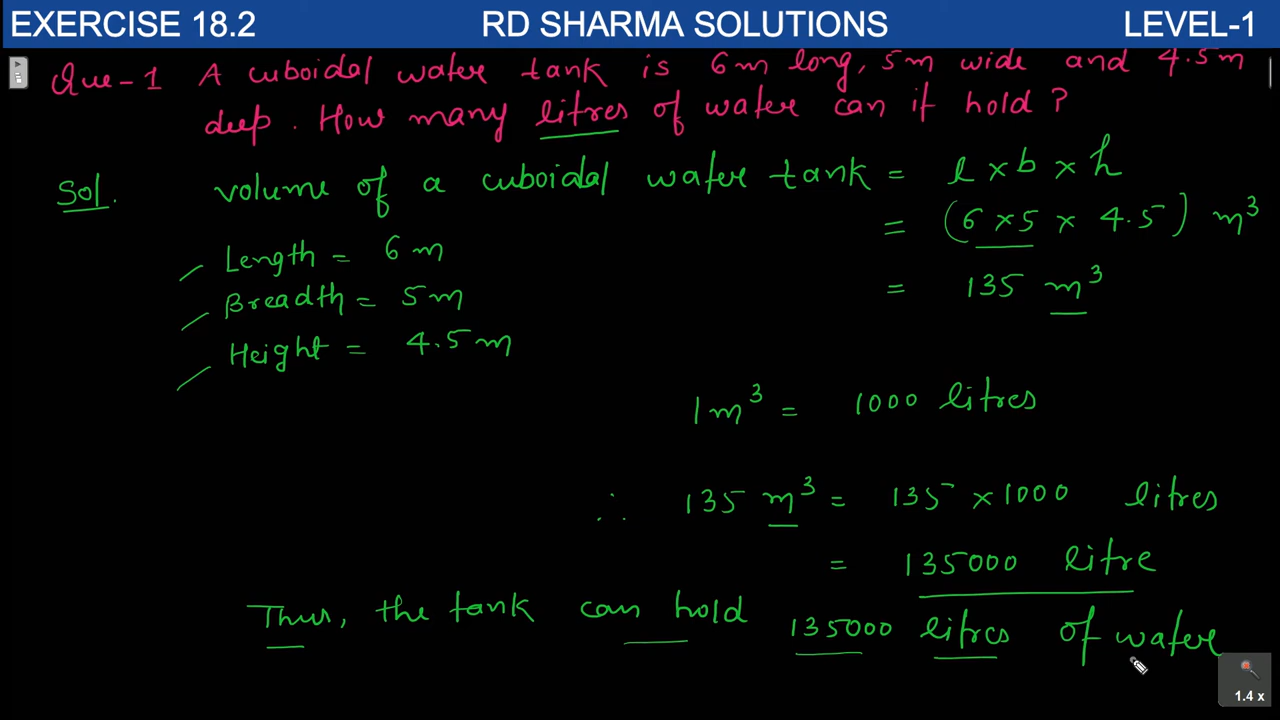 EXERCISE 18.2 RD SHARMA SOLUTIONS LEVEL-1
Que-1 A cuboidal water tank is 6m long, 5m wide and 4.5m
deep. How many litres of water can it hold?
Sol. volume of a cuboidal water tank = l × b × h
= (6 × 5 × 4.5) m³
Length = 6 m
= 135 m³
Breadth = 5m
Height = 4.5 m
1m³ = 1000 litres
∴ 135 m³ = 135 × 1000 litres
= 135000 litre
Thus, the tank can hold 135000 litres of water
1.4 x